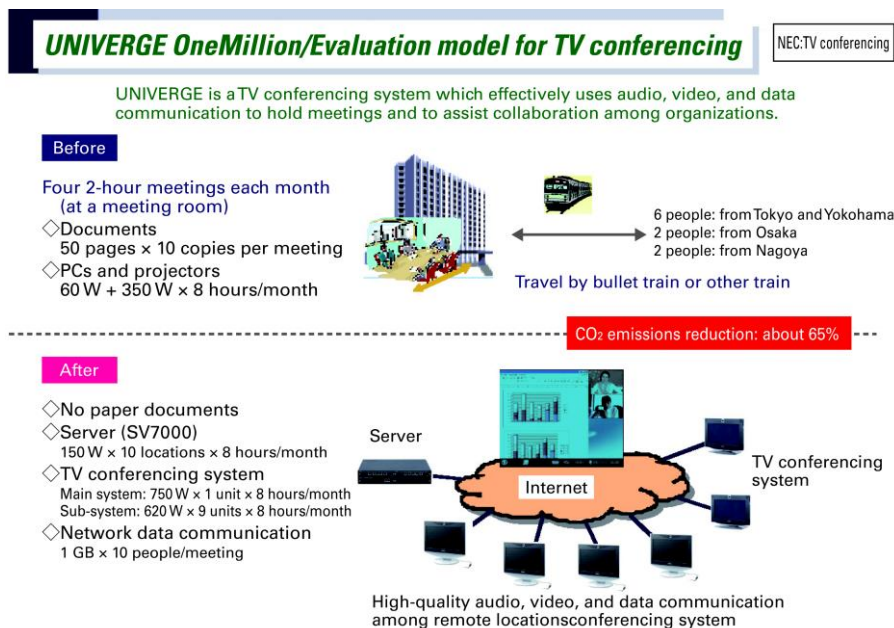 UNIVERGE OneMillion/Evaluation model for TV conferencing
NEC:TV conferencing
UNIVERGE is a TV conferencing system which effectively uses audio, video, and data
communication to hold meetings and to assist collaboration among organizations.
Before
Four 2-hour meetings each month
(at a meeting room)
◇Documents
50 pages × 10 copies per meeting
◇PCs and projectors
60 W + 350 W × 8 hours/month
6 people: from Tokyo and Yokohama
2 people: from Osaka
2 people: from Nagoya
Travel by bullet train or other train
CO₂ emissions reduction: about 65%
After
◇No paper documents
◇Server (SV7000)
150 W × 10 locations × 8 hours/month
◇TV conferencing system
Main system: 750 W × 1 unit × 8 hours/month
Sub-system: 620 W × 9 units × 8 hours/month
◇Network data communication
1 GB × 10 people/meeting
Server
Internet
TV conferencing
system
High-quality audio, video, and data communication
among remote locationsconferencing system